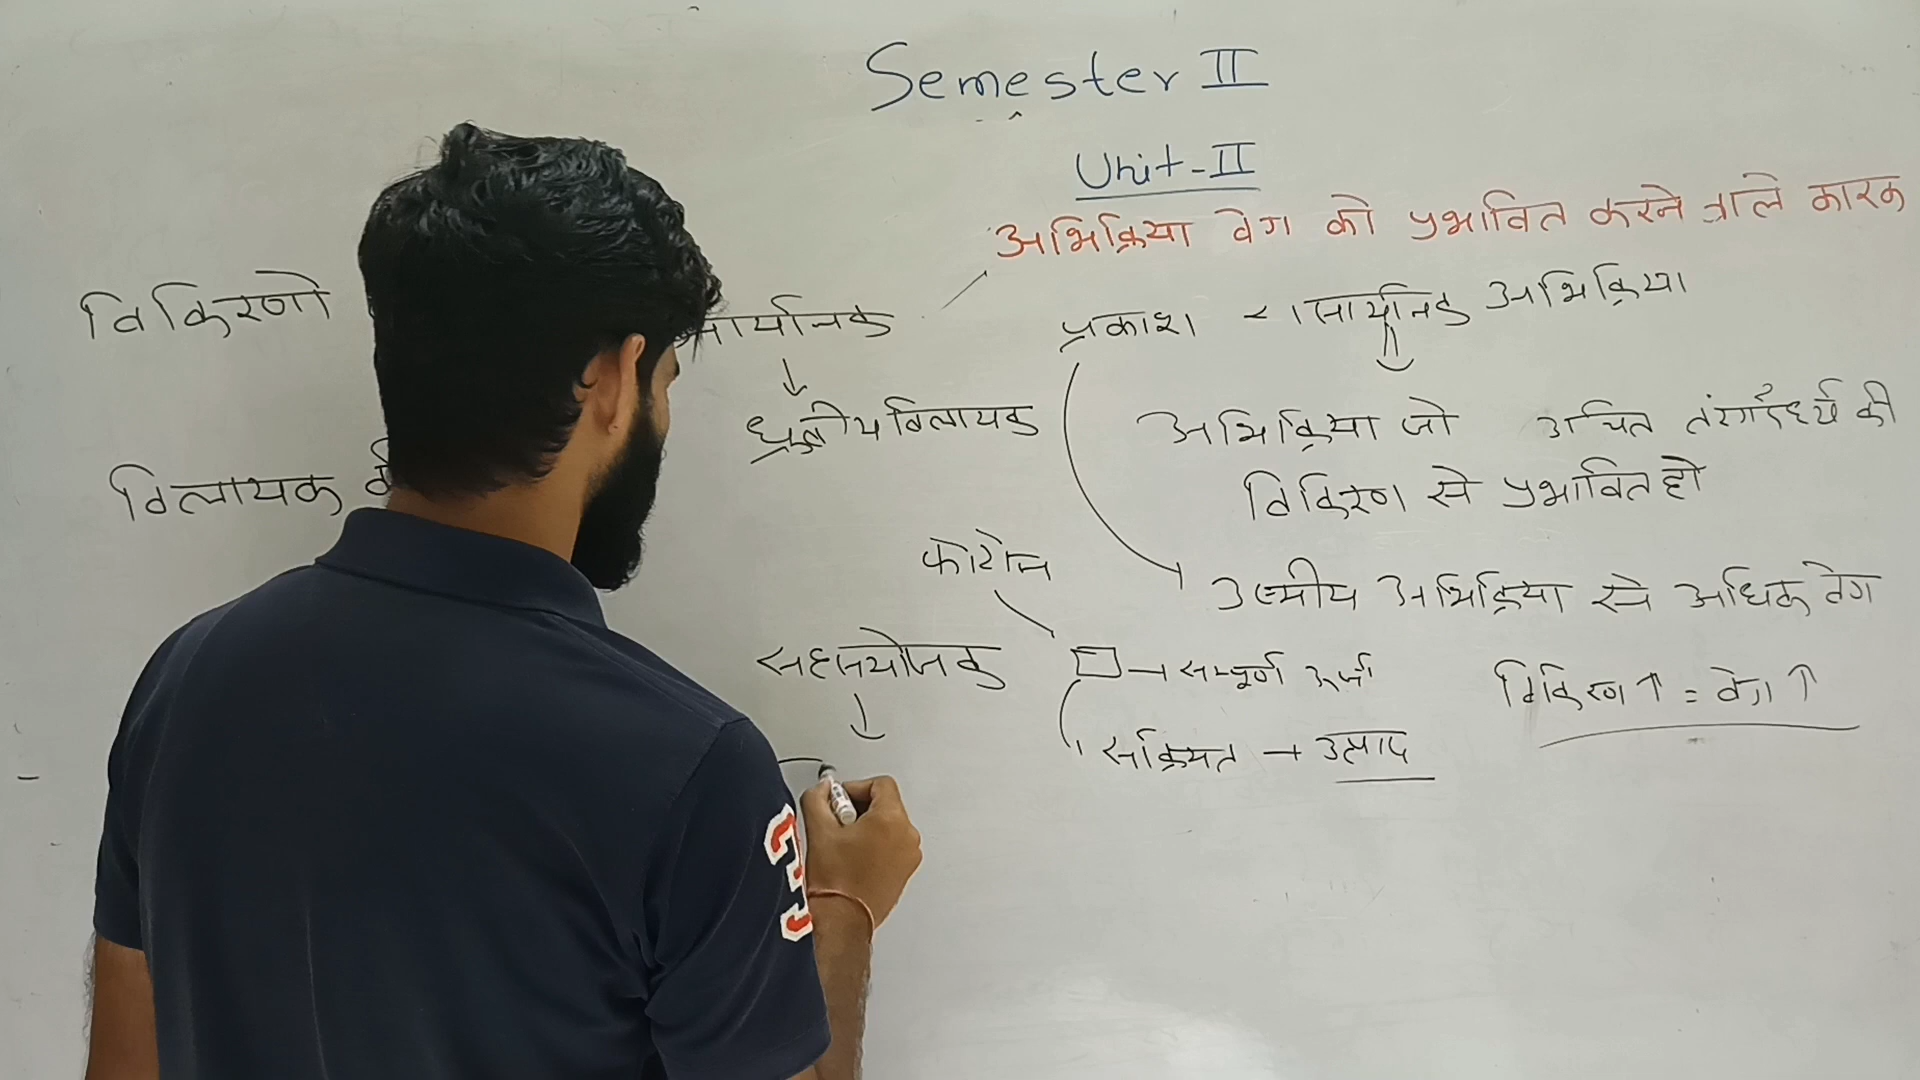 Semester II
Unit-II
अभिक्रिया वेग को प्रभावित करने वाले कारक
विकिरणो
प्रकाश रासायनिक अभिक्रिया
ध्रुवीय विलायक
अभिक्रिया जो उचित तरंगदैर्ध्य की
विकिरण से प्रभावित हो
विलायक
फोटोन
उष्मीय अभिक्रिया से अधिक वेग
सहसंयोजक
→ सम्पूर्ण ऊर्जा
विकिरण ↑ = वेग ↑
सक्रियत → उत्पाद
3